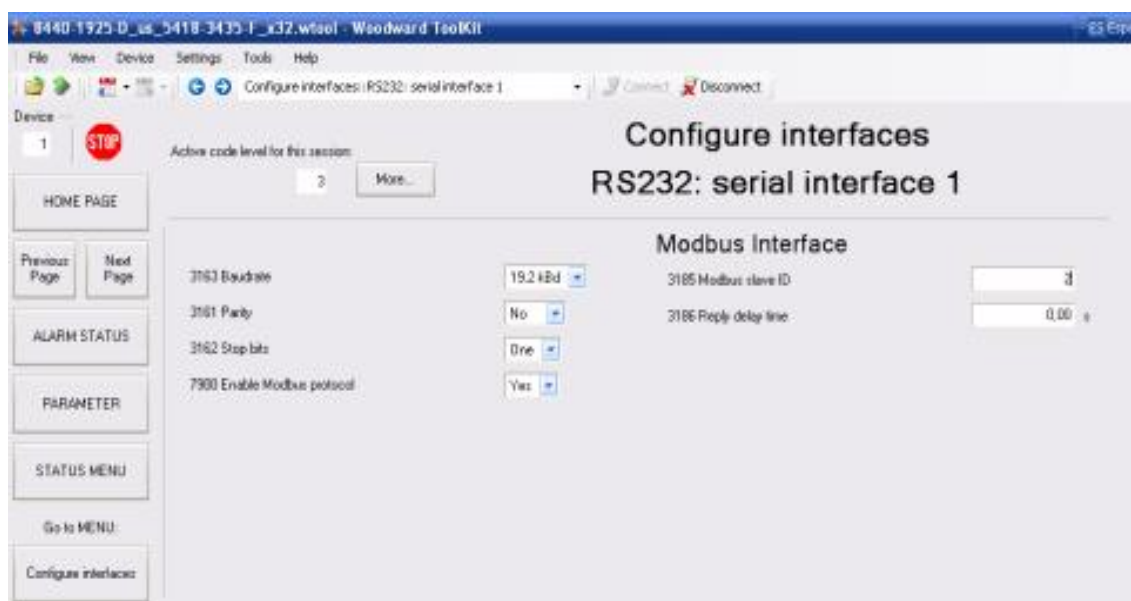 8440-1925-D_us_5418-3435-F_x32.wtool - Woodward ToolKit
ES
File View Device Settings Tools Help
Configure interfaces::RS232: serial interface 1
Connect Disconnect
Device
1
STOP
Active code level for this session:
3 More...
Configure interfaces
RS232: serial interface 1
HOME PAGE
Previous Page
Next Page
ALARM STATUS
PARAMETER
STATUS MENU
Go to MENU:
Configure interfaces
Modbus Interface
3163 Baudrate 19.2 kBd
3161 Parity No
3162 Stop bits One
Enable Modbus protocol Yes
3185 Modbus slave ID
3186 Reply delay time 0,00 s